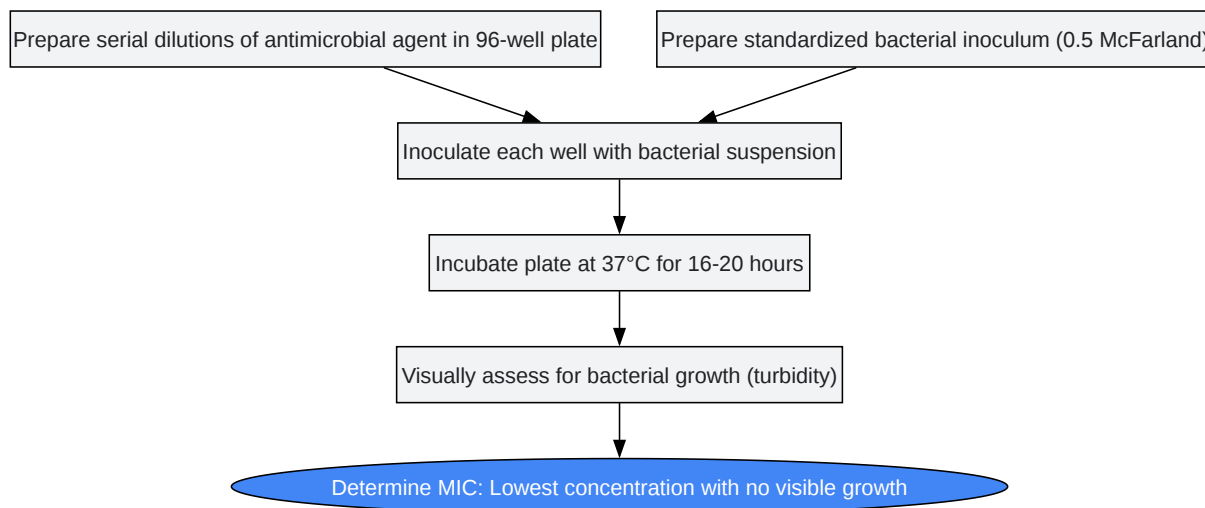 Prepare serial dilutions of antimicrobial agent in 96-well plate
Prepare standardized bacterial inoculum (0.5 McFarland)
Inoculate each well with bacterial suspension
Incubate plate at 37°C for 16-20 hours
Visually assess for bacterial growth (turbidity)
Determine MIC: Lowest concentration with no visible growth